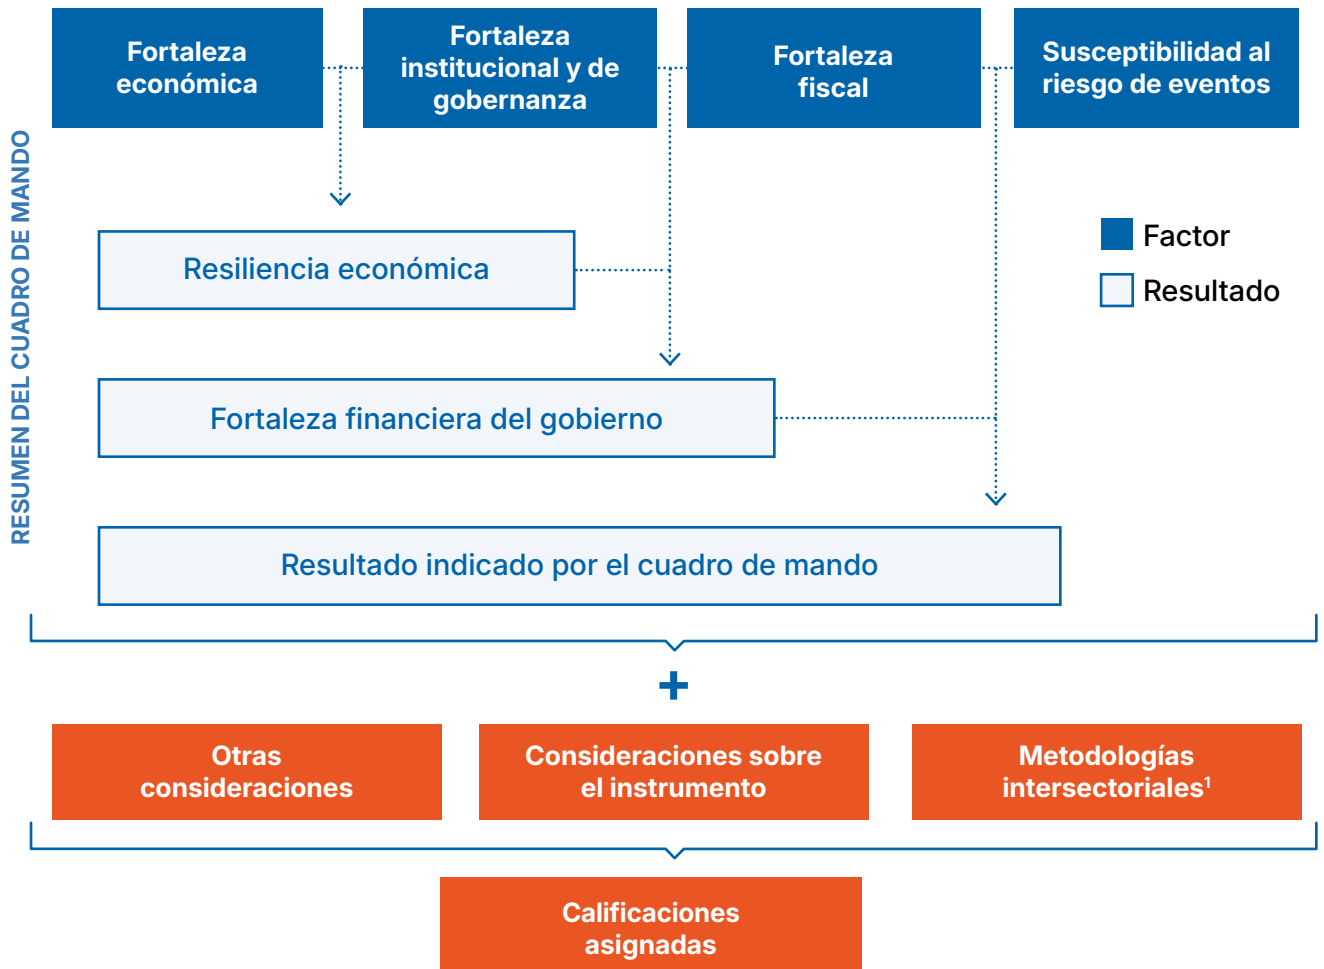 Fortaleza
económica
Fortaleza
institucional y de
gobernanza
Fortaleza
fiscal
Susceptibilidad al
riesgo de eventos
RESUMEN DEL CUADRO DE MANDO
Factor
Resultado
Resiliencia económica
Fortaleza financiera del gobierno
Resultado indicado por el cuadro de mando
+
Otras
consideraciones
Consideraciones sobre
el instrumento
Metodologías
intersectoriales¹
Calificaciones
asignadas